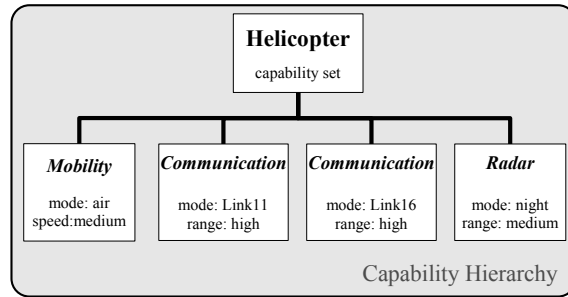 Helicopter
capability set
Mobility
mode: air
speed:medium
Communication
mode: Link11
range: high
Communication
mode: Link16
range: high
Radar
mode: night
range: medium
Capability Hierarchy